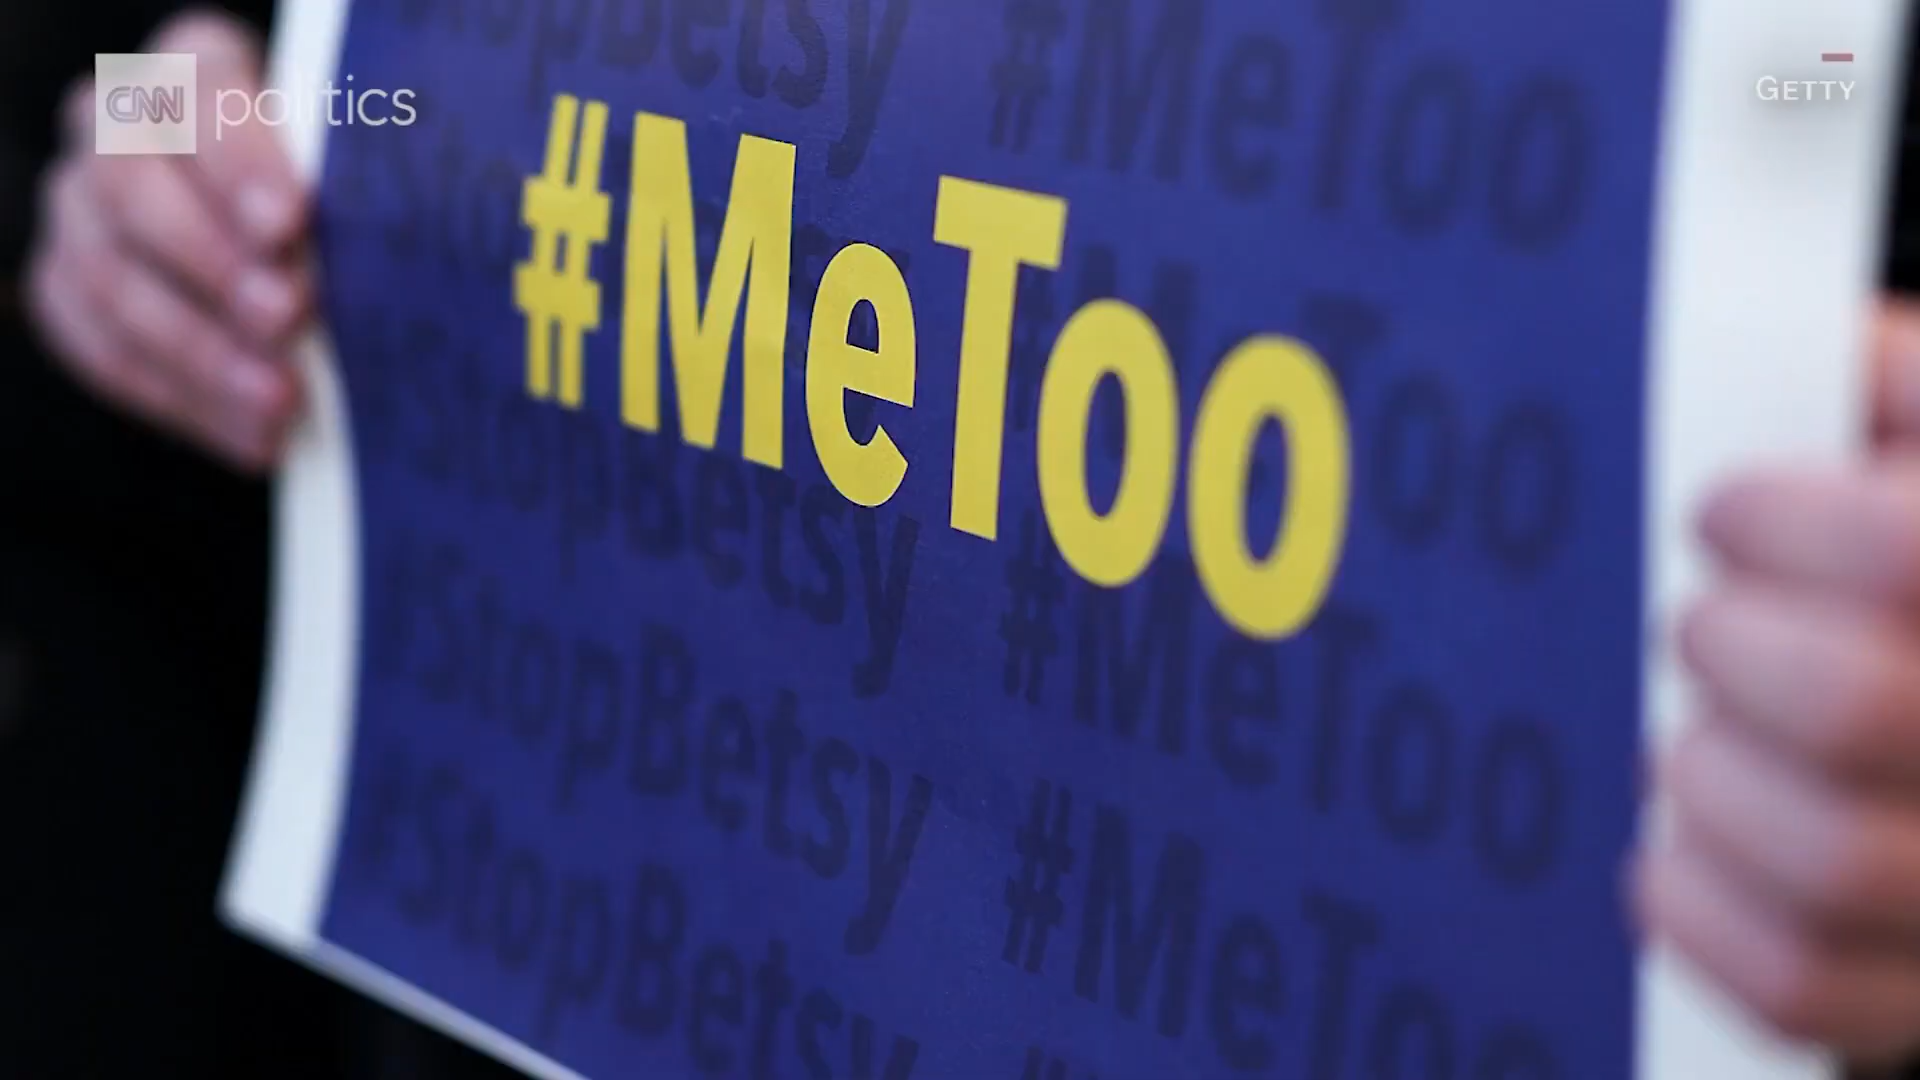 CNN politics
GETTY
stopBetsy #MeToo
#MeToo
#StopBetsy #MeToo
#StopBetsy #MeToo
#StopBetsy #MeToo